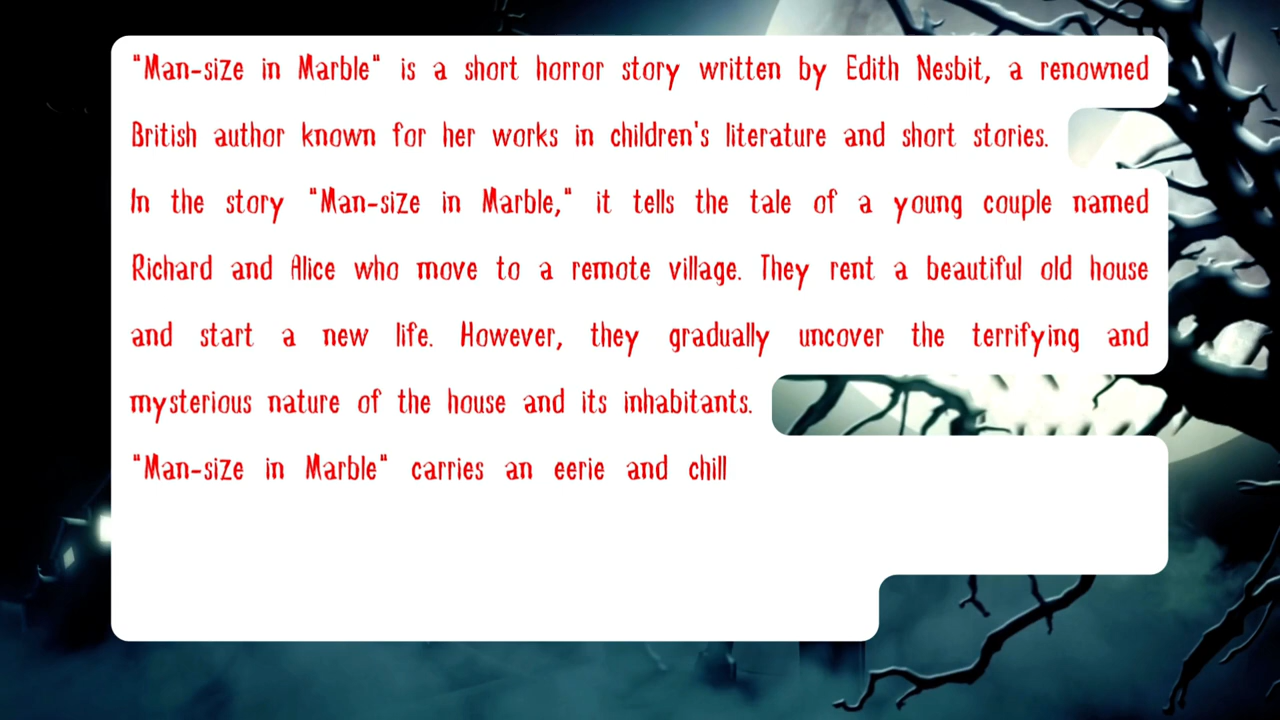 "Man-size in Marble" is a short horror story written by Edith Nesbit, a renowned
British author known for her works in children's literature and short stories.
In the story "Man-size in Marble," it tells the tale of a young couple named
Richard and Alice who move to a remote village. They rent a beautiful old house
and start a new life. However, they gradually uncover the terrifying and
mysterious nature of the house and its inhabitants.
"Man-size in Marble" carries an eerie and chill